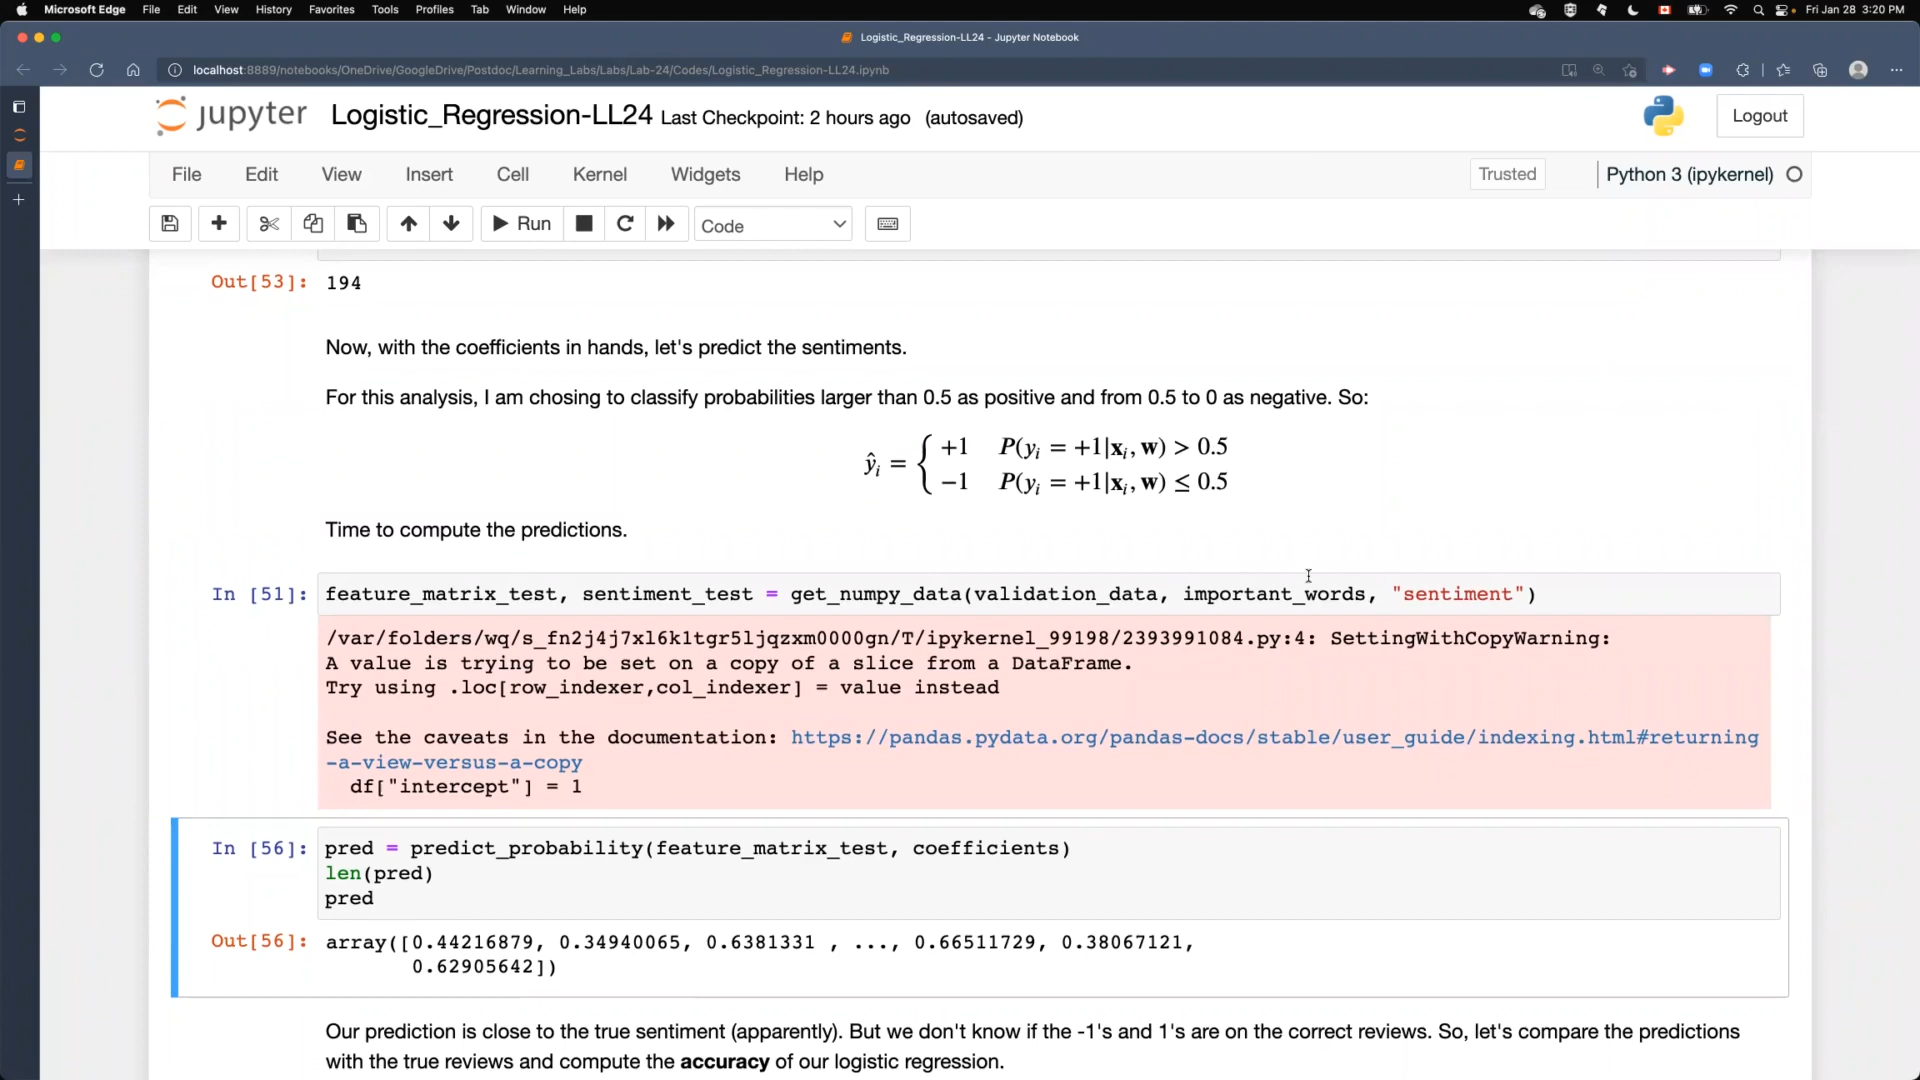 Microsoft Edge File Edit View History Favorites Tools Profiles Tab Window Help Fri Jan 28 3:20 PM
Logistic_Regression-LL24 - Jupyter Notebook
localhost:8889/notebooks/OneDrive/GoogleDrive/Postdoc/Learning_Labs/Labs/Lab-24/Codes/Logistic_Regression-LL24.ipynb
jupyter Logistic_Regression-LL24 Last Checkpoint: 2 hours ago (autosaved) Logout
File Edit View Insert Cell Kernel Widgets Help Trusted Python 3 (ipykernel)
Run Code
Out[53]: 194
Now, with the coefficients in hands, let's predict the sentiments.
For this analysis, I am chosing to classify probabilities larger than 0.5 as positive and from 0.5 to 0 as negative. So:
ŷᵢ = { +1 P(yᵢ = +1|xᵢ, w) > 0.5
−1 P(yᵢ = +1|xᵢ, w) ≤ 0.5
Time to compute the predictions.
In [51]: feature_matrix_test, sentiment_test = get_numpy_data(validation_data, important_words, "sentiment")
/var/folders/wq/s_fn2j4j7xl6k1tgr5ljqzxm0000gn/T/ipykernel_99198/2393991084.py:4: SettingWithCopyWarning:
A value is trying to be set on a copy of a slice from a DataFrame.
Try using .loc[row_indexer,col_indexer] = value instead
See the caveats in the documentation: https://pandas.pydata.org/pandas-docs/stable/user_guide/indexing.html#returning
-a-view-versus-a-copy
df["intercept"] = 1
In [56]: pred = predict_probability(feature_matrix_test, coefficients)
len(pred)
pred
Out[56]: array([0.44216879, 0.34940065, 0.6381331 , ..., 0.66511729, 0.38067121,
0.62905642])
Our prediction is close to the true sentiment (apparently). But we don't know if the -1's and 1's are on the correct reviews. So, let's compare the predictions
with the true reviews and compute the accuracy of our logistic regression.